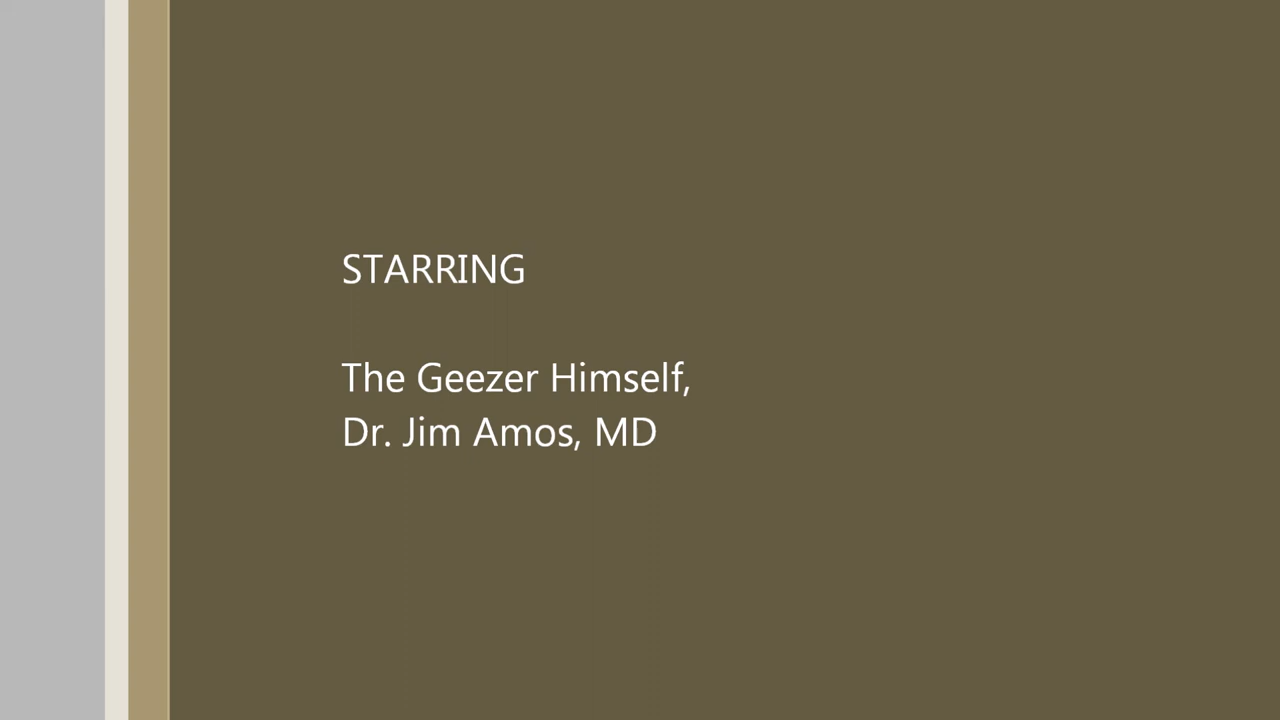 STARRING
The Geezer Himself,
Dr. Jim Amos, MD